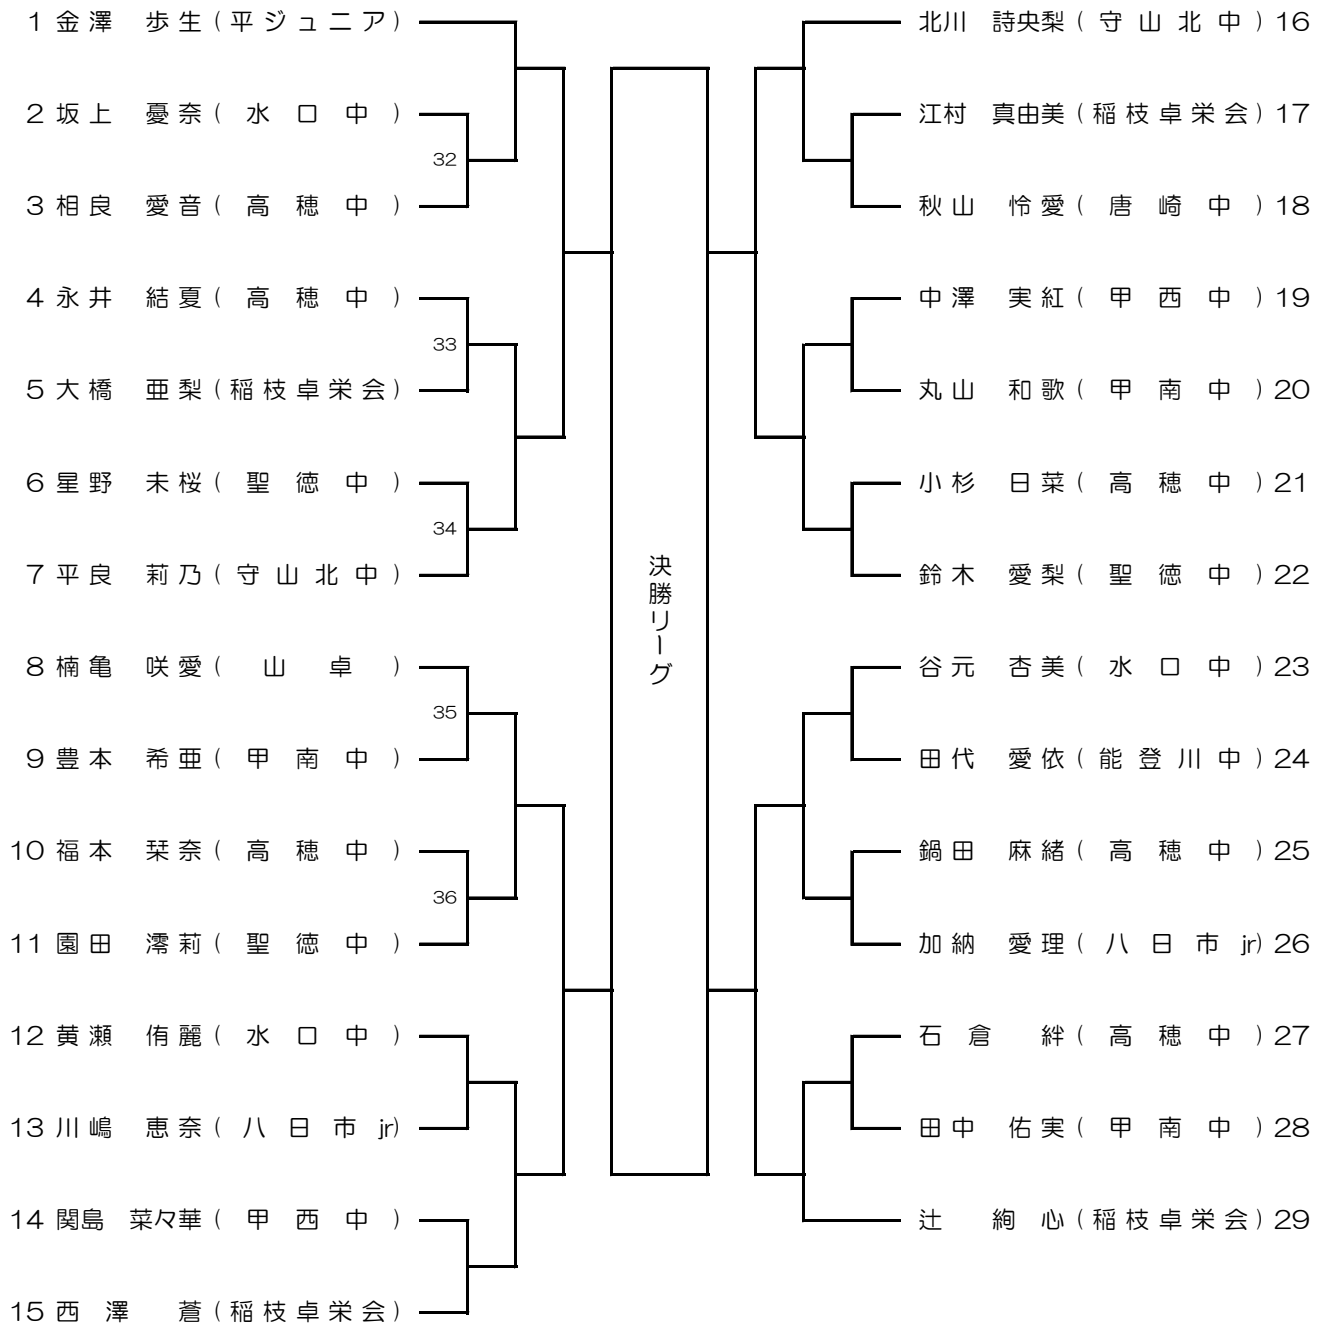 1 金澤 歩生 ( 平ジュニア )
2 坂上 憂奈 ( 水口中 )
32
3 相良 愛音 ( 高穂中 )
4 永井 結夏 ( 高穂中 )
33
5 大橋 亜梨 ( 稲枝卓栄会 )
6 星野 未桜 ( 聖徳中 )
34
7 平良 莉乃 ( 守山北中 )
8 楠亀 咲愛 ( 山卓 )
35
9 豊本 希亜 ( 甲南中 )
10 福本 栞奈 ( 高穂中 )
36
11 園田 澪莉 ( 聖徳中 )
12 黄瀬 侑麗 ( 水口中 )
13 川嶋 恵奈 ( 八日市 jr)
14 関島 菜々華 ( 甲西中 )
15 西澤 蒼 ( 稲枝卓栄会 )
決勝リーグ
北川 詩央梨 ( 守山北中 ) 16
江村 真由美 ( 稲枝卓栄会 ) 17
秋山 怜愛 ( 唐崎中 ) 18
中澤 実紅 ( 甲西中 ) 19
丸山 和歌 ( 甲南中 ) 20
小杉 日菜 ( 高穂中 ) 21
鈴木 愛梨 ( 聖徳中 ) 22
谷元 杏美 ( 水口中 ) 23
田代 愛依 ( 能登川中 ) 24
鍋田 麻緒 ( 高穂中 ) 25
加納 愛理 ( 八日市 jr) 26
石倉 絆 ( 高穂中 ) 27
田中 佑実 ( 甲南中 ) 28
辻 絢心 ( 稲枝卓栄会 ) 29